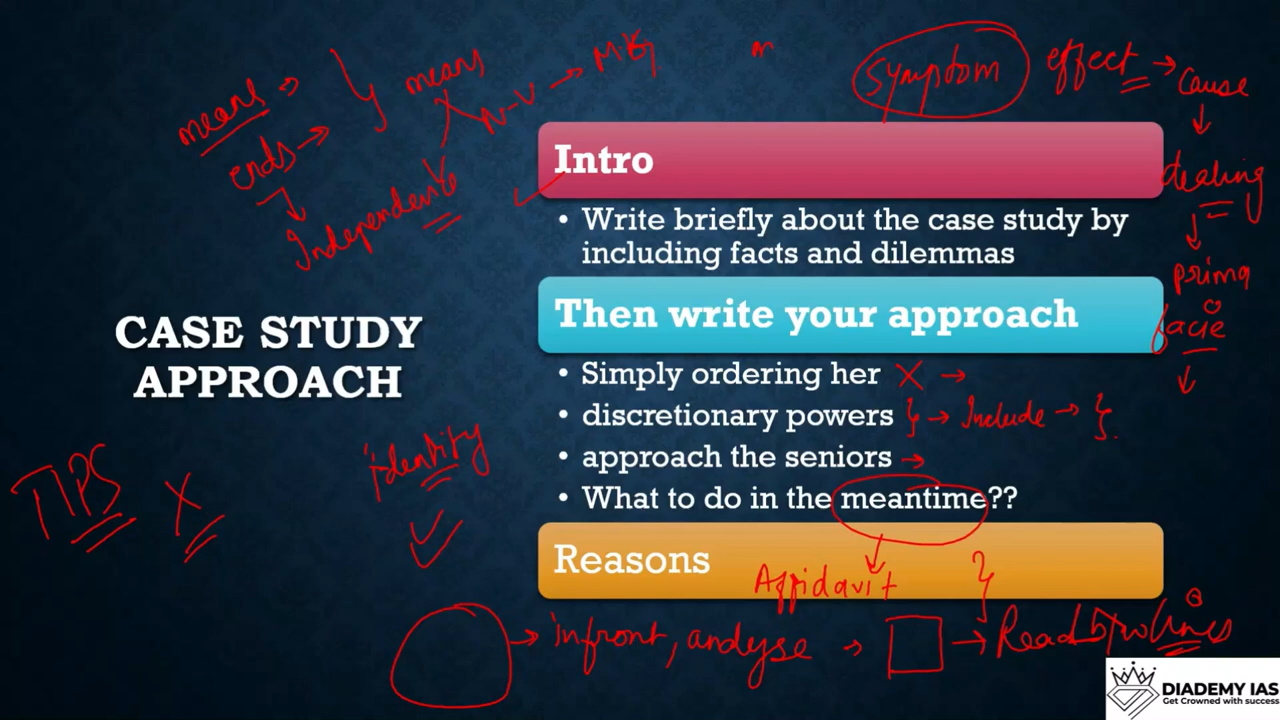 means →
ends →
Independent
means
N-V → MKG
symptom effect → cause
dealing
prima
facie
Intro
• Write briefly about the case study by
including facts and dilemmas
Then write your approach
• Simply ordering her X →
• discretionary powers } → Include → }
• approach the seniors →
• What to do in the meantime??
Reasons
Affidavit
CASE STUDY
APPROACH
TIPS X
identity
→ infront, analyse → → Read btw lines
DIADEMY IAS
Get Crowned with success